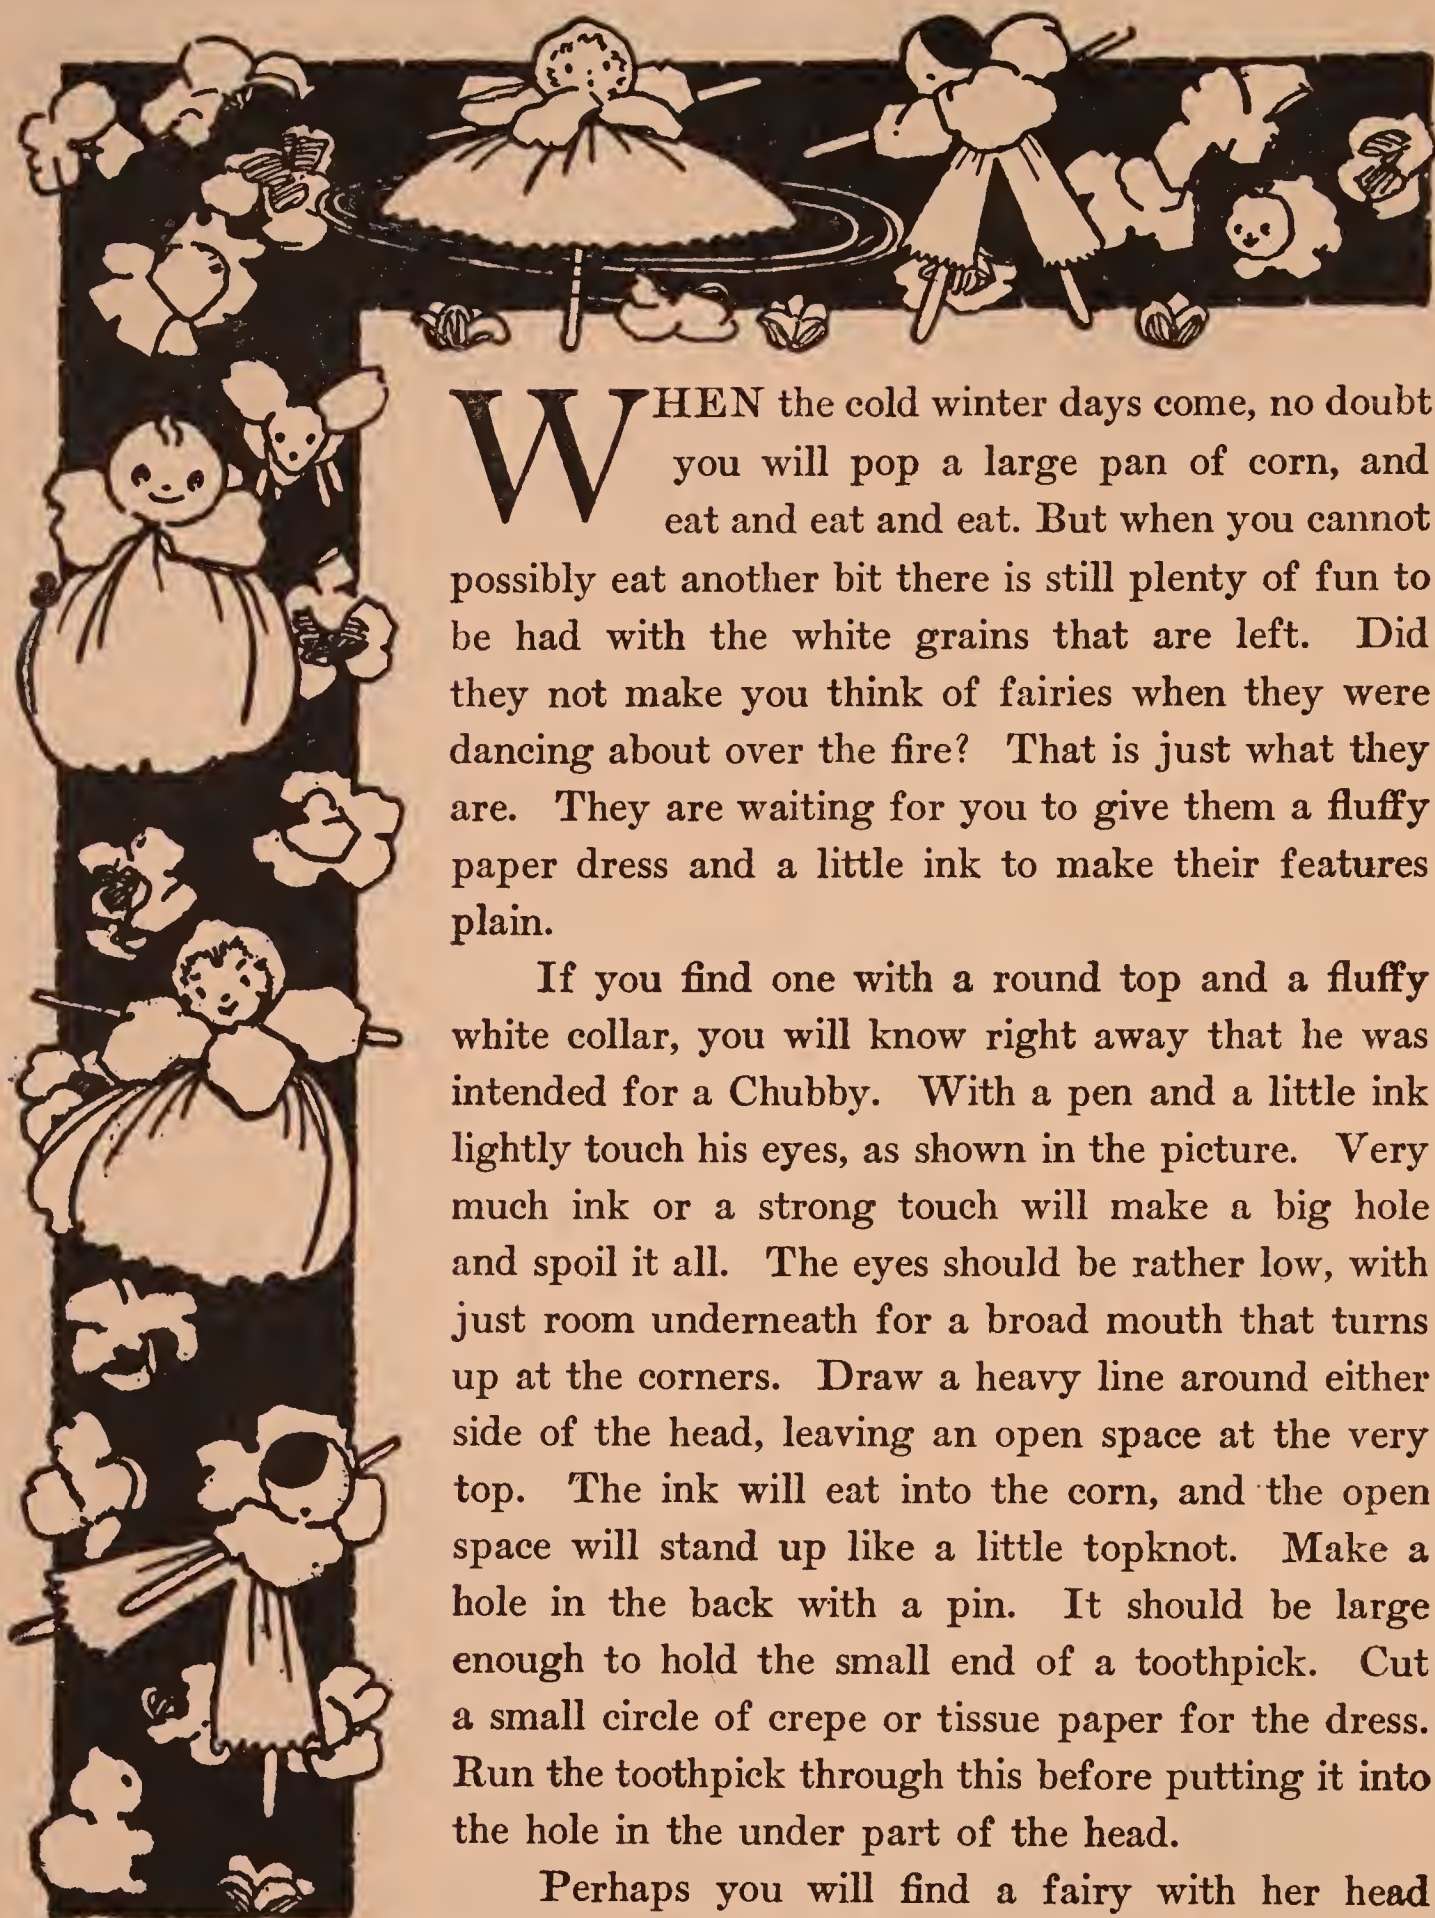 WHEN the cold winter days come, no doubt
you will pop a large pan of corn, and
eat and eat and eat. But when you cannot
possibly eat another bit there is still plenty of fun to
be had with the white grains that are left. Did
they not make you think of fairies when they were
dancing about over the fire? That is just what they
are. They are waiting for you to give them a fluffy
paper dress and a little ink to make their features
plain.
If you find one with a round top and a fluffy
white collar, you will know right away that he was
intended for a Chubby. With a pen and a little ink
lightly touch his eyes, as shown in the picture. Very
much ink or a strong touch will make a big hole
and spoil it all. The eyes should be rather low, with
just room underneath for a broad mouth that turns
up at the corners. Draw a heavy line around either
side of the head, leaving an open space at the very
top. The ink will eat into the corn, and the open
space will stand up like a little topknot. Make a
hole in the back with a pin. It should be large
enough to hold the small end of a toothpick. Cut
a small circle of crepe or tissue paper for the dress.
Run the toothpick through this before putting it into
the hole in the under part of the head.
Perhaps you will find a fairy with her head